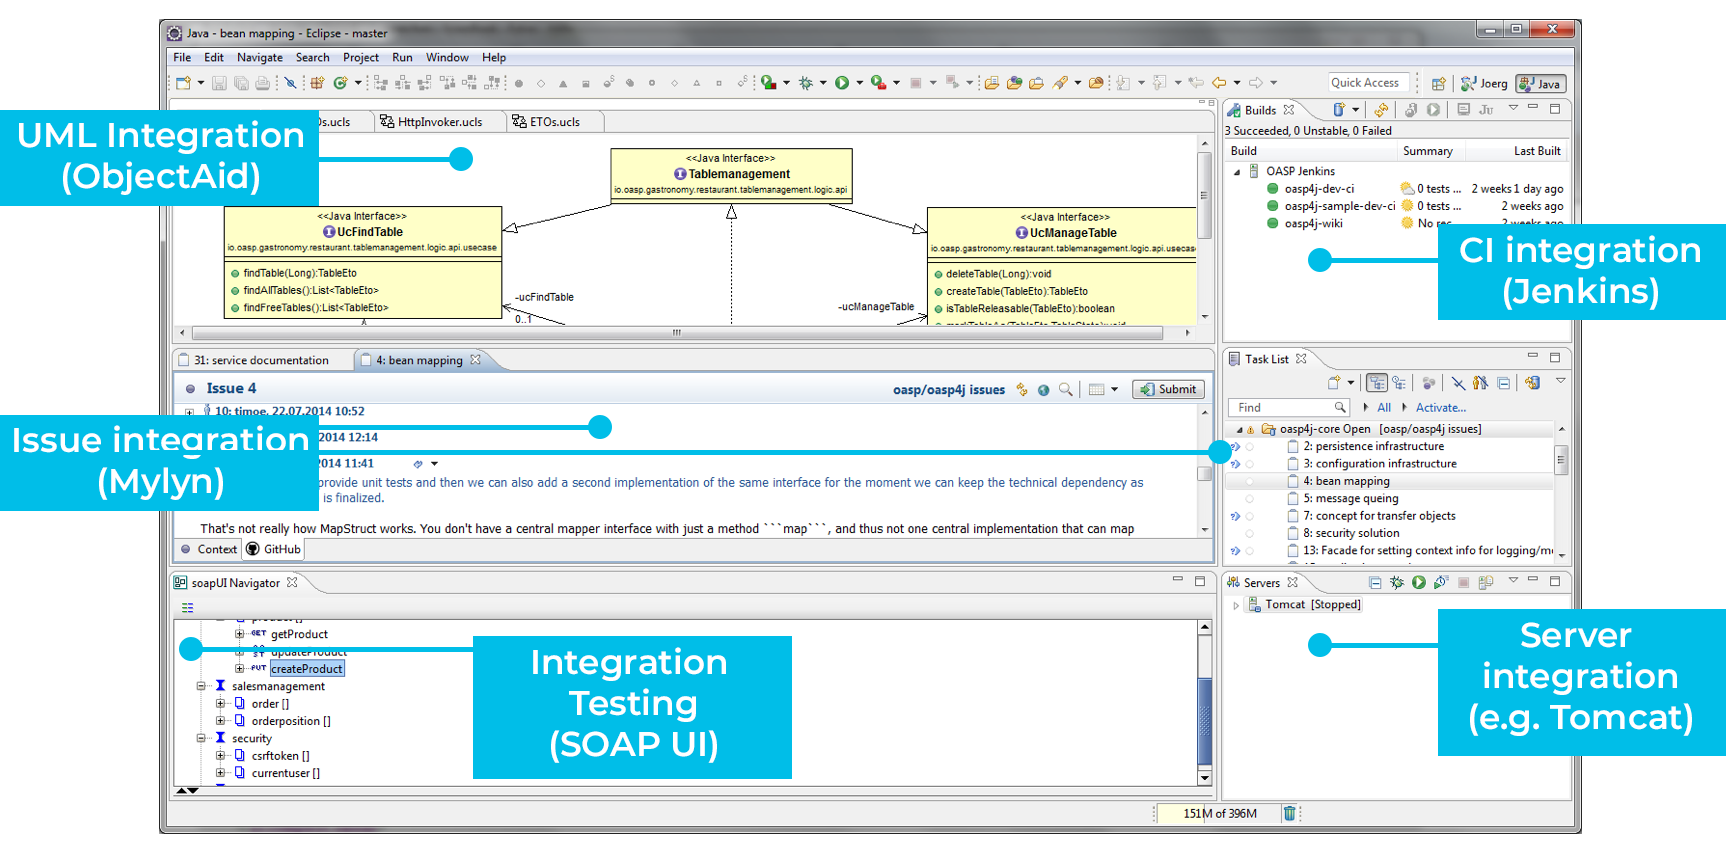 Java - bean mapping - Eclipse - master
File Edit Navigate Search Project Run Window Help
Quick Access
Joerg
Java
UML Integration
(ObjectAid)
Os.ucls
HttpInvoker.ucls
ETOs.ucls
<<Java Interface>>
Tablemanagement
io.oasp.gastronomy.restaurant.tablemanagement.logic.api
<<Java Interface>>
UcFindTable
io.oasp.gastronomy.restaurant.tablemanagement.logic.api.usecase
findTable(Long):TableEto
findAllTables():List<TableEto>
findFreeTables():List<TableEto>
-ucFindTable
0..1
<<Java Interface>>
UcManageTable
io.oasp.gastronomy.restaurant.tablemanagement.logic.api.usecase
deleteTable(Long):void
createTable(TableEto):TableEto
isTableReleasable(TableEto):boolean
-ucManageTable
Builds
Ju
3 Succeeded, 0 Unstable, 0 Failed
Build Summary Last Built
OASP Jenkins
oasp4j-dev-ci 0 tests ... 2 weeks 1 day ago
oasp4j-sample-dev-ci 0 tests ... 2 weeks ago
oasp4j-wiki No rec 2 weeks ago
CI integration
(Jenkins)
31: service documentation
4: bean mapping
Issue 4
oasp/oasp4j issues
Submit
10: timoe, 22.07.2014 10:52
2014 12:14
2014 11:41
provide unit tests and then we can also add a second implementation of the same interface for the moment we can keep the technical dependency as
is finalized.
That's not really how MapStruct works. You don't have a central mapper interface with just a method ```map```, and thus not one central implementation that can map
Context
GitHub
Issue integration
(Mylyn)
Task List
Find
All
Activate...
oasp4j-core Open [oasp/oasp4j issues]
2: persistence infrastructure
3: configuration infrastructure
4: bean mapping
5: message queing
7: concept for transfer objects
8: security solution
13: Facade for setting context info for logging/m
soapUI Navigator
product []
GET getProduct
updateProduct
PUT createProduct
salesmanagement
order []
orderposition []
security
csrftoken []
currentuser []
Integration
Testing
(SOAP UI)
Servers
Tomcat [Stopped]
Server
integration
(e.g. Tomcat)
151M of 396M